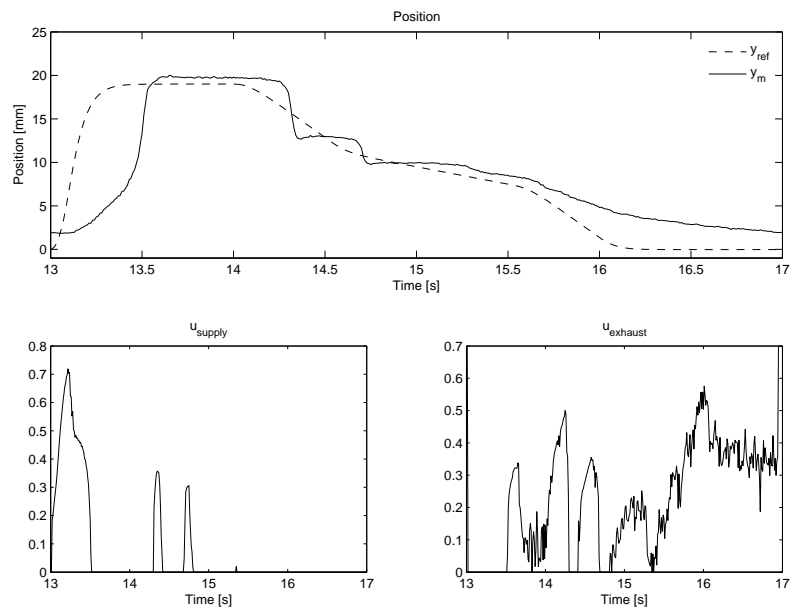 Position
25
20
15
10
5
0
Position [mm]
y_ref
y_m
13 13.5 14 14.5 15 15.5 16 16.5 17
Time [s]
u_supply
0.8
0.7
0.6
0.5
0.4
0.3
0.2
0.1
0
13 14 15 16 17
Time [s]
u_exhaust
0.7
0.6
0.5
0.4
0.3
0.2
0.1
0
13 14 15 16 17
Time [s]